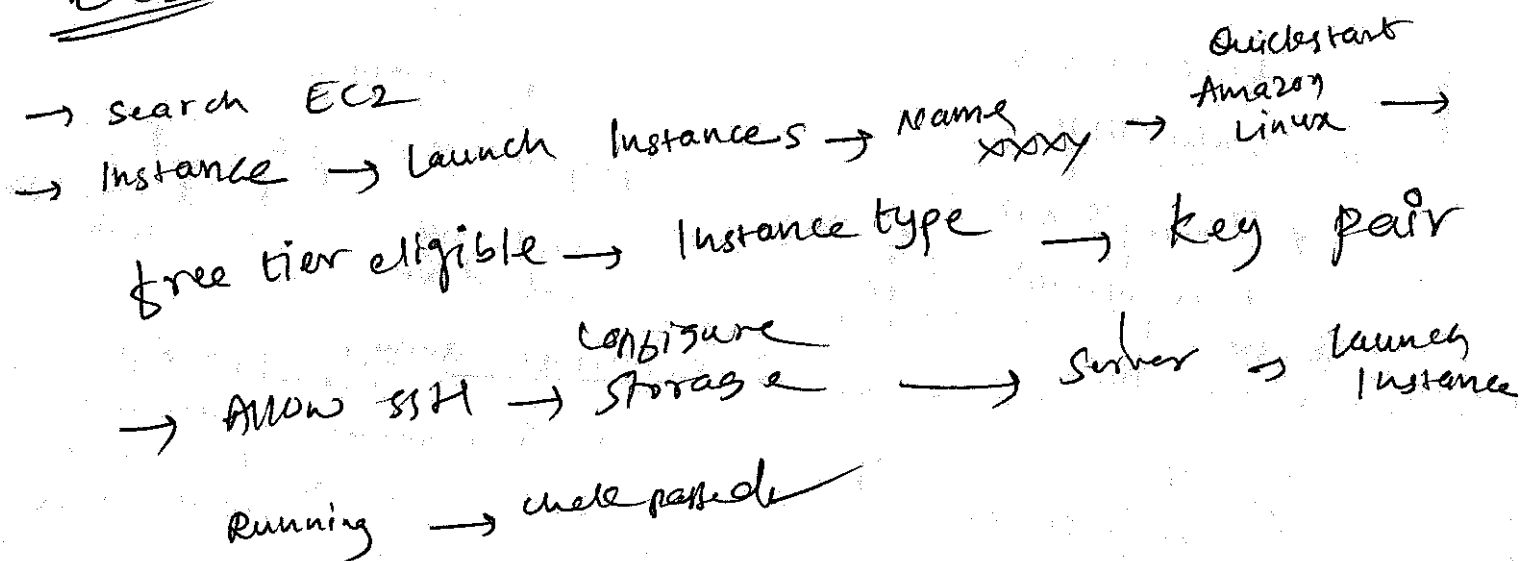 → Search EC2
→ Instance → Launch Instances → Name xxxy → Quickstart Amazon Linux →
free tier eligible → Instance type → key pair
→ Allow SSH → Configure Storage → Server → Launch Instance
Running → check passed